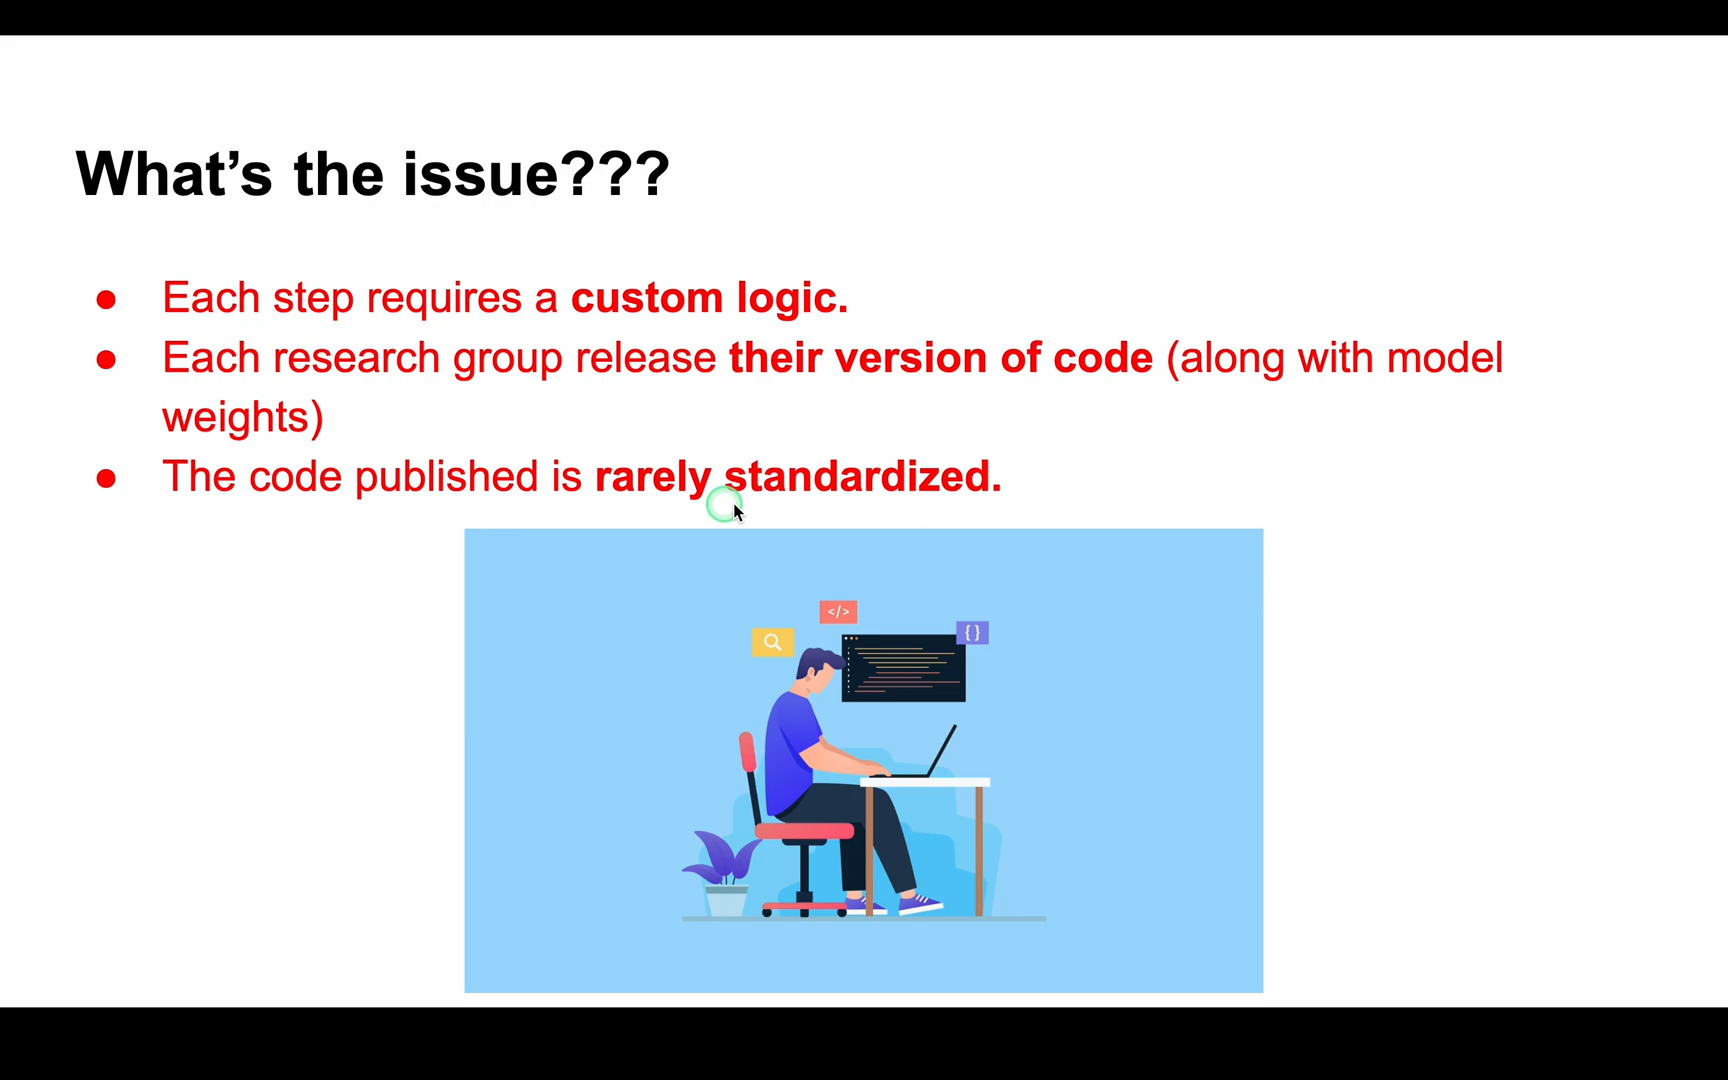 What’s the issue???
● Each step requires a custom logic.
● Each research group release their version of code (along with model
weights)
● The code published is rarely standardized.
</>
{}